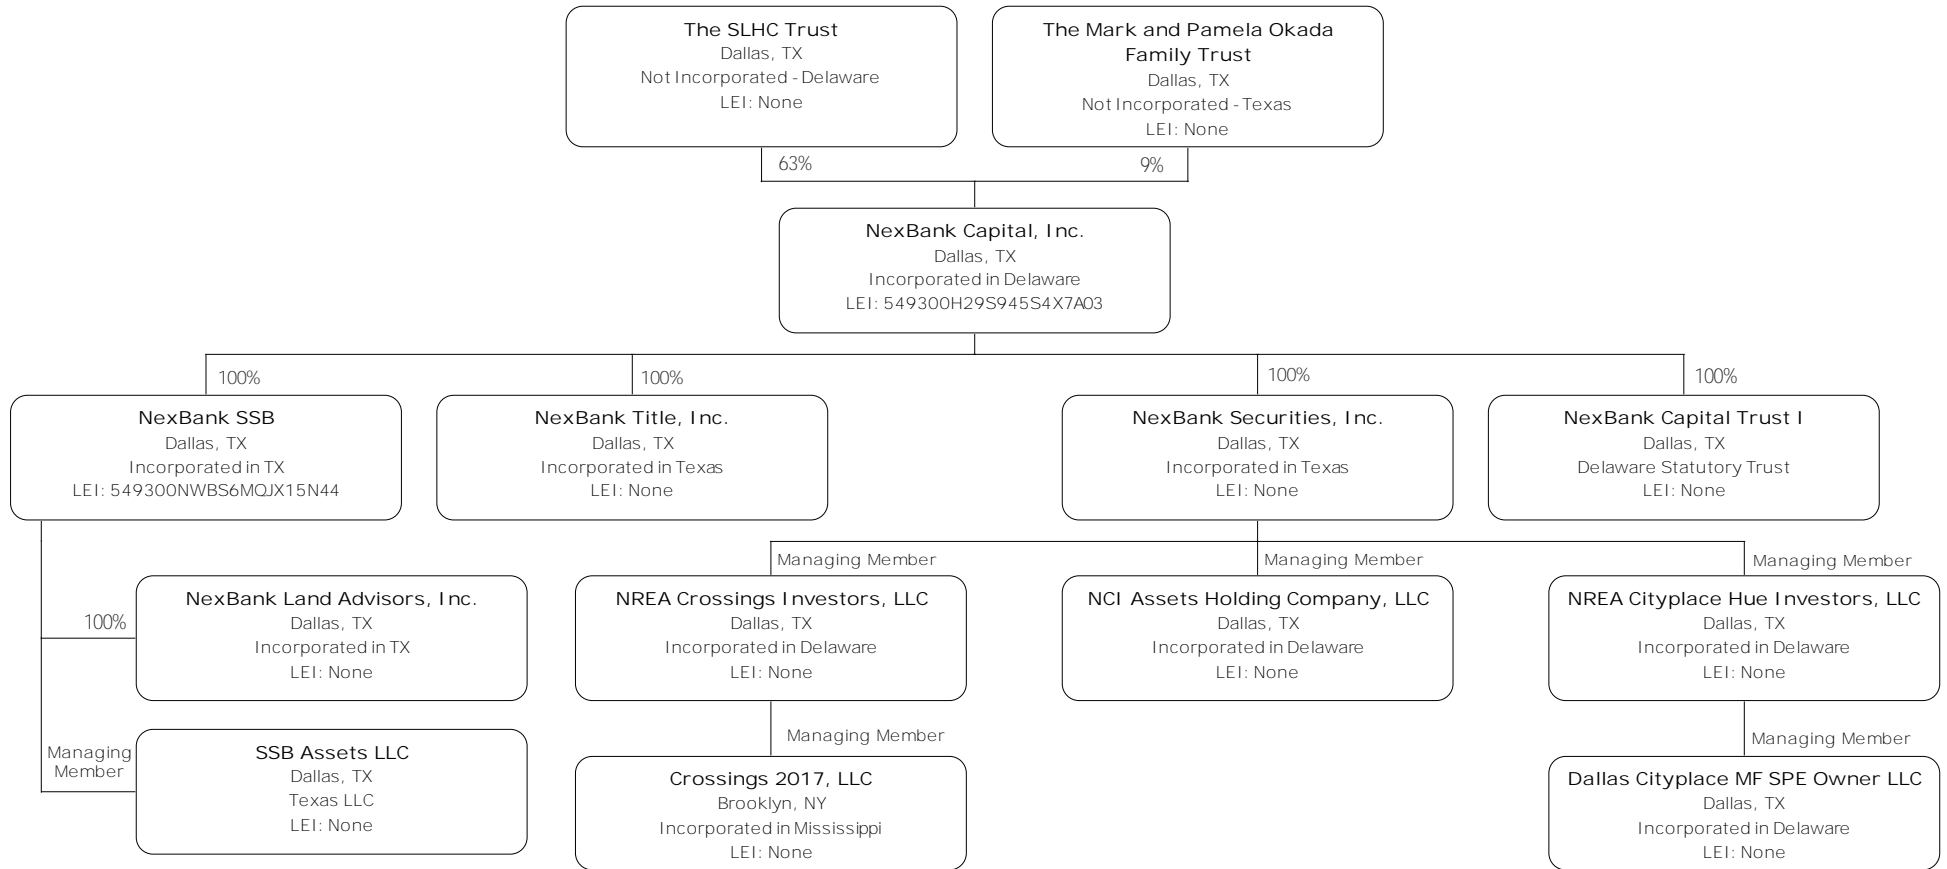 The SLHC Trust
Dallas, TX
Not Incorporated - Delaware
LEI: None
The Mark and Pamela Okada
Family Trust
Dallas, TX
Not Incorporated - Texas
LEI: None
63%
9%
NexBank Capital, Inc.
Dallas, TX
Incorporated in Delaware
LEI: 549300H29S945S4X7A03
100%
100%
100%
100%
NexBank SSB
Dallas, TX
Incorporated in TX
LEI: 549300NWBS6MQJX15N44
NexBank Title, Inc.
Dallas, TX
Incorporated in Texas
LEI: None
NexBank Securities, Inc.
Dallas, TX
Incorporated in Texas
LEI: None
NexBank Capital Trust I
Dallas, TX
Delaware Statutory Trust
LEI: None
Managing Member
Managing Member
Managing Member
100%
NexBank Land Advisors, Inc.
Dallas, TX
Incorporated in TX
LEI: None
NREA Crossings Investors, LLC
Dallas, TX
Incorporated in Delaware
LEI: None
NCI Assets Holding Company, LLC
Dallas, TX
Incorporated in Delaware
LEI: None
NREA Cityplace Hue Investors, LLC
Dallas, TX
Incorporated in Delaware
LEI: None
Managing
Member
SSB Assets LLC
Dallas, TX
Texas LLC
LEI: None
Managing Member
Crossings 2017, LLC
Brooklyn, NY
Incorporated in Mississippi
LEI: None
Managing Member
Dallas Cityplace MF SPE Owner LLC
Dallas, TX
Incorporated in Delaware
LEI: None